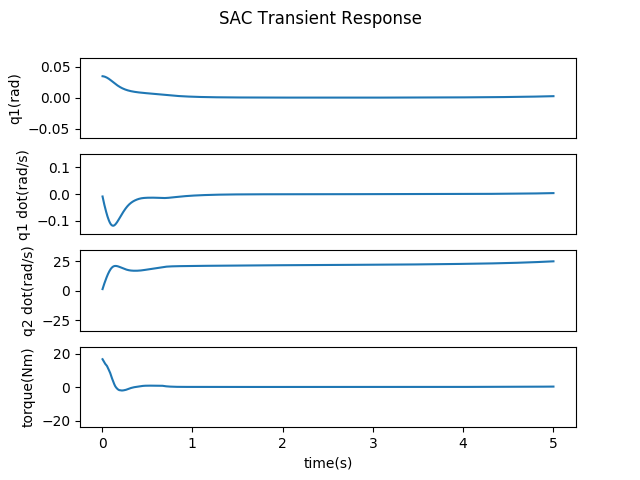 SAC Transient Response
q1(rad)
0.05
0.00
−0.05
q1 dot(rad/s)
0.1
0.0
−0.1
q2 dot(rad/s)
25
0
−25
torque(Nm)
20
0
−20
0 1 2 3 4 5
time(s)